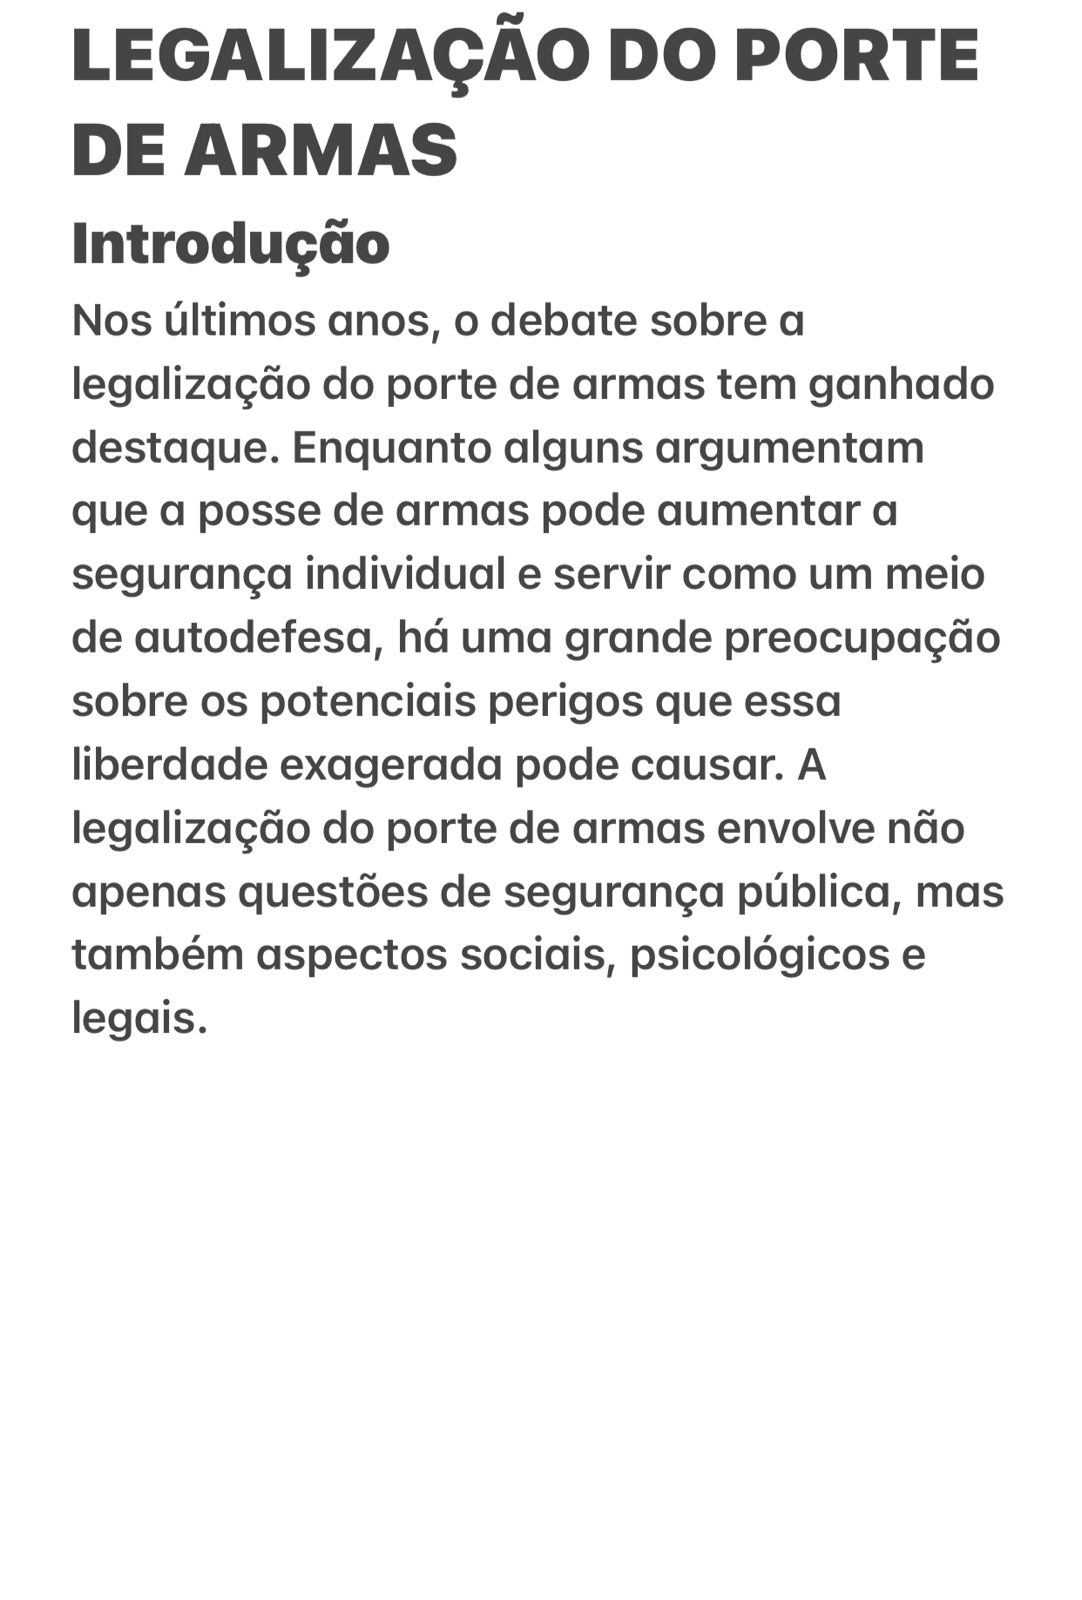 LEGALIZAÇÃO DO PORTE
DE ARMAS
Introdução
Nos últimos anos, o debate sobre a
legalização do porte de armas tem ganhado
destaque. Enquanto alguns argumentam
que a posse de armas pode aumentar a
segurança individual e servir como um meio
de autodefesa, há uma grande preocupação
sobre os potenciais perigos que essa
liberdade exagerada pode causar. A
legalização do porte de armas envolve não
apenas questões de segurança pública, mas
também aspectos sociais, psicológicos e
legais.